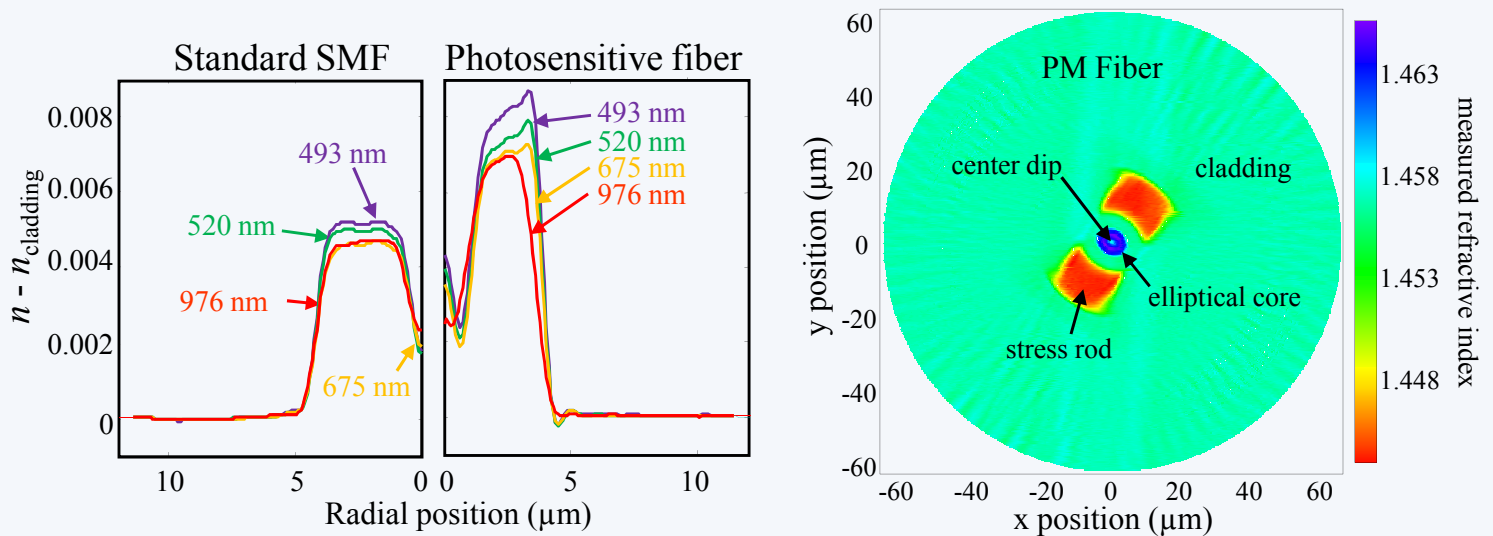 Standard SMF
Photosensitive fiber
n - n_cladding
0.008
0.006
0.004
0.002
0
493 nm
520 nm
976 nm
675 nm
493 nm
520 nm
675 nm
976 nm
10
5
0
5
10
Radial position (µm)
PM Fiber
center dip
cladding
elliptical core
stress rod
y position (µm)
60
40
20
0
-20
-40
-60
-60
-40
-20
0
20
40
60
x position (µm)
1.463
1.458
1.453
1.448
measured refractive index